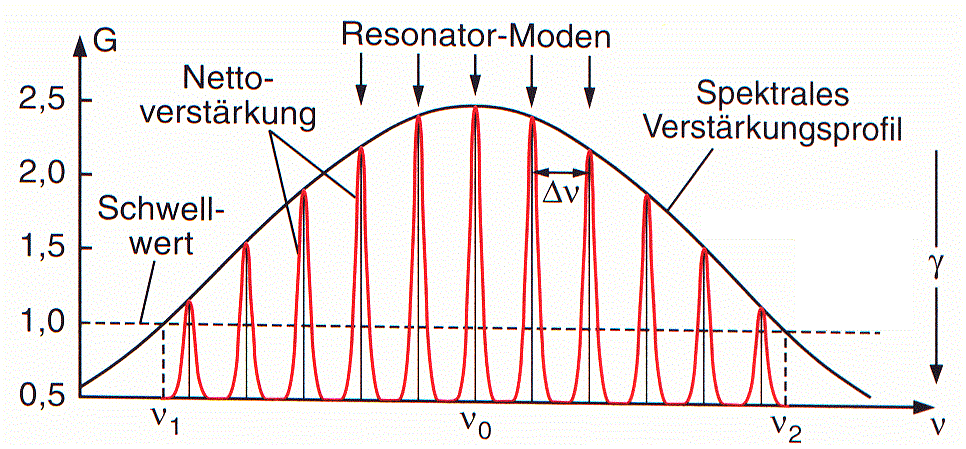 G
Resonator-Moden
Netto-
verstärkung
Spektrales
Verstärkungsprofil
2,5
2,0
Δν
Schwell-
wert
1,5
γ
1,0
0,5
ν1
ν0
ν2
ν